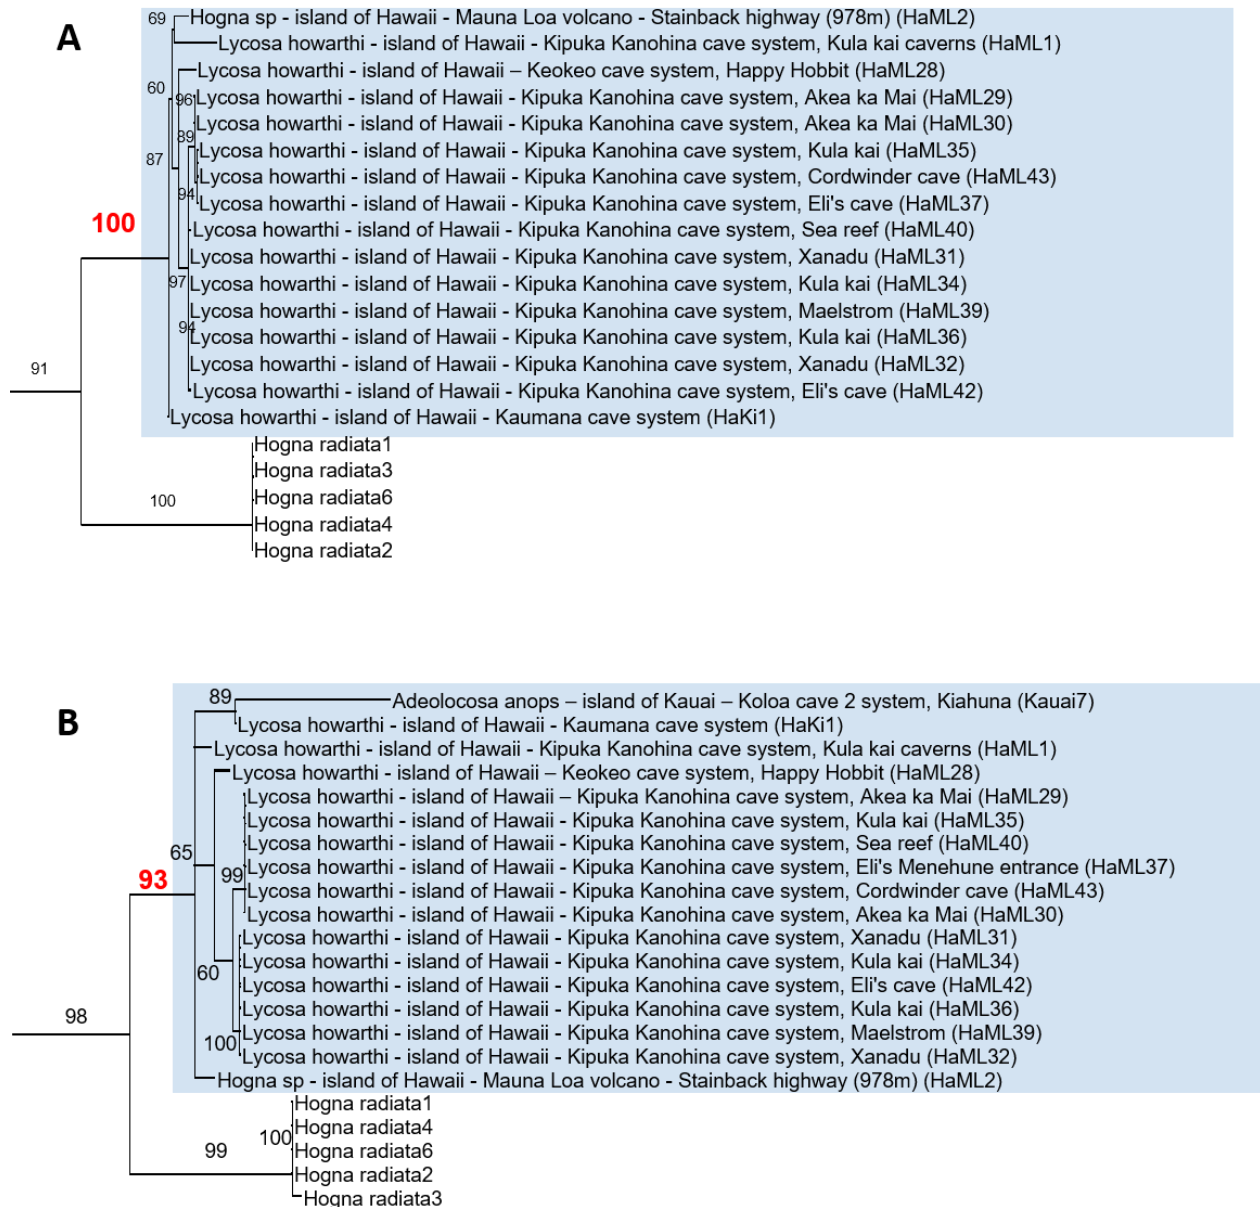 A
69
Hogna sp - island of Hawaii - Mauna Loa volcano - Stainback highway (978m) (HaML2)
Lycosa howarthi - island of Hawaii - Kipuka Kanohina cave system, Kula kai caverns (HaML1)
Lycosa howarthi - island of Hawaii – Keokeo cave system, Happy Hobbit (HaML28)
60
96
Lycosa howarthi - island of Hawaii - Kipuka Kanohina cave system, Akea ka Mai (HaML29)
Lycosa howarthi - island of Hawaii - Kipuka Kanohina cave system, Akea ka Mai (HaML30)
89
87
Lycosa howarthi - island of Hawaii - Kipuka Kanohina cave system, Kula kai (HaML35)
Lycosa howarthi - island of Hawaii - Kipuka Kanohina cave system, Cordwinder cave (HaML43)
94
Lycosa howarthi - island of Hawaii - Kipuka Kanohina cave system, Eli's cave (HaML37)
100
Lycosa howarthi - island of Hawaii - Kipuka Kanohina cave system, Sea reef (HaML40)
Lycosa howarthi - island of Hawaii - Kipuka Kanohina cave system, Xanadu (HaML31)
97
Lycosa howarthi - island of Hawaii - Kipuka Kanohina cave system, Kula kai (HaML34)
Lycosa howarthi - island of Hawaii - Kipuka Kanohina cave system, Maelstrom (HaML39)
94
Lycosa howarthi - island of Hawaii - Kipuka Kanohina cave system, Kula kai (HaML36)
Lycosa howarthi - island of Hawaii - Kipuka Kanohina cave system, Xanadu (HaML32)
91
Lycosa howarthi - island of Hawaii - Kipuka Kanohina cave system, Eli's cave (HaML42)
Lycosa howarthi - island of Hawaii - Kaumana cave system (HaKi1)
Hogna radiata1
Hogna radiata3
100
Hogna radiata6
Hogna radiata4
Hogna radiata2
B
89
Adeolocosa anops – island of Kauai – Koloa cave 2 system, Kiahuna (Kauai7)
Lycosa howarthi - island of Hawaii - Kaumana cave system (HaKi1)
Lycosa howarthi - island of Hawaii - Kipuka Kanohina cave system, Kula kai caverns (HaML1)
Lycosa howarthi - island of Hawaii – Keokeo cave system, Happy Hobbit (HaML28)
Lycosa howarthi - island of Hawaii – Kipuka Kanohina cave system, Akea ka Mai (HaML29)
Lycosa howarthi - island of Hawaii - Kipuka Kanohina cave system, Kula kai (HaML35)
Lycosa howarthi - island of Hawaii - Kipuka Kanohina cave system, Sea reef (HaML40)
65
Lycosa howarthi - island of Hawaii - Kipuka Kanohina cave system, Eli's Menehune entrance (HaML37)
93
99
Lycosa howarthi - island of Hawaii - Kipuka Kanohina cave system, Cordwinder cave (HaML43)
Lycosa howarthi - island of Hawaii - Kipuka Kanohina cave system, Akea ka Mai (HaML30)
Lycosa howarthi - island of Hawaii - Kipuka Kanohina cave system, Xanadu (HaML31)
Lycosa howarthi - island of Hawaii - Kipuka Kanohina cave system, Kula kai (HaML34)
60
Lycosa howarthi - island of Hawaii - Kipuka Kanohina cave system, Eli's cave (HaML42)
98
Lycosa howarthi - island of Hawaii - Kipuka Kanohina cave system, Kula kai (HaML36)
Lycosa howarthi - island of Hawaii - Kipuka Kanohina cave system, Maelstrom (HaML39)
100
Lycosa howarthi - island of Hawaii - Kipuka Kanohina cave system, Xanadu (HaML32)
Hogna sp - island of Hawaii - Mauna Loa volcano - Stainback highway (978m) (HaML2)
Hogna radiata1
Hogna radiata4
100
99
Hogna radiata6
Hogna radiata2
Hogna radiata3